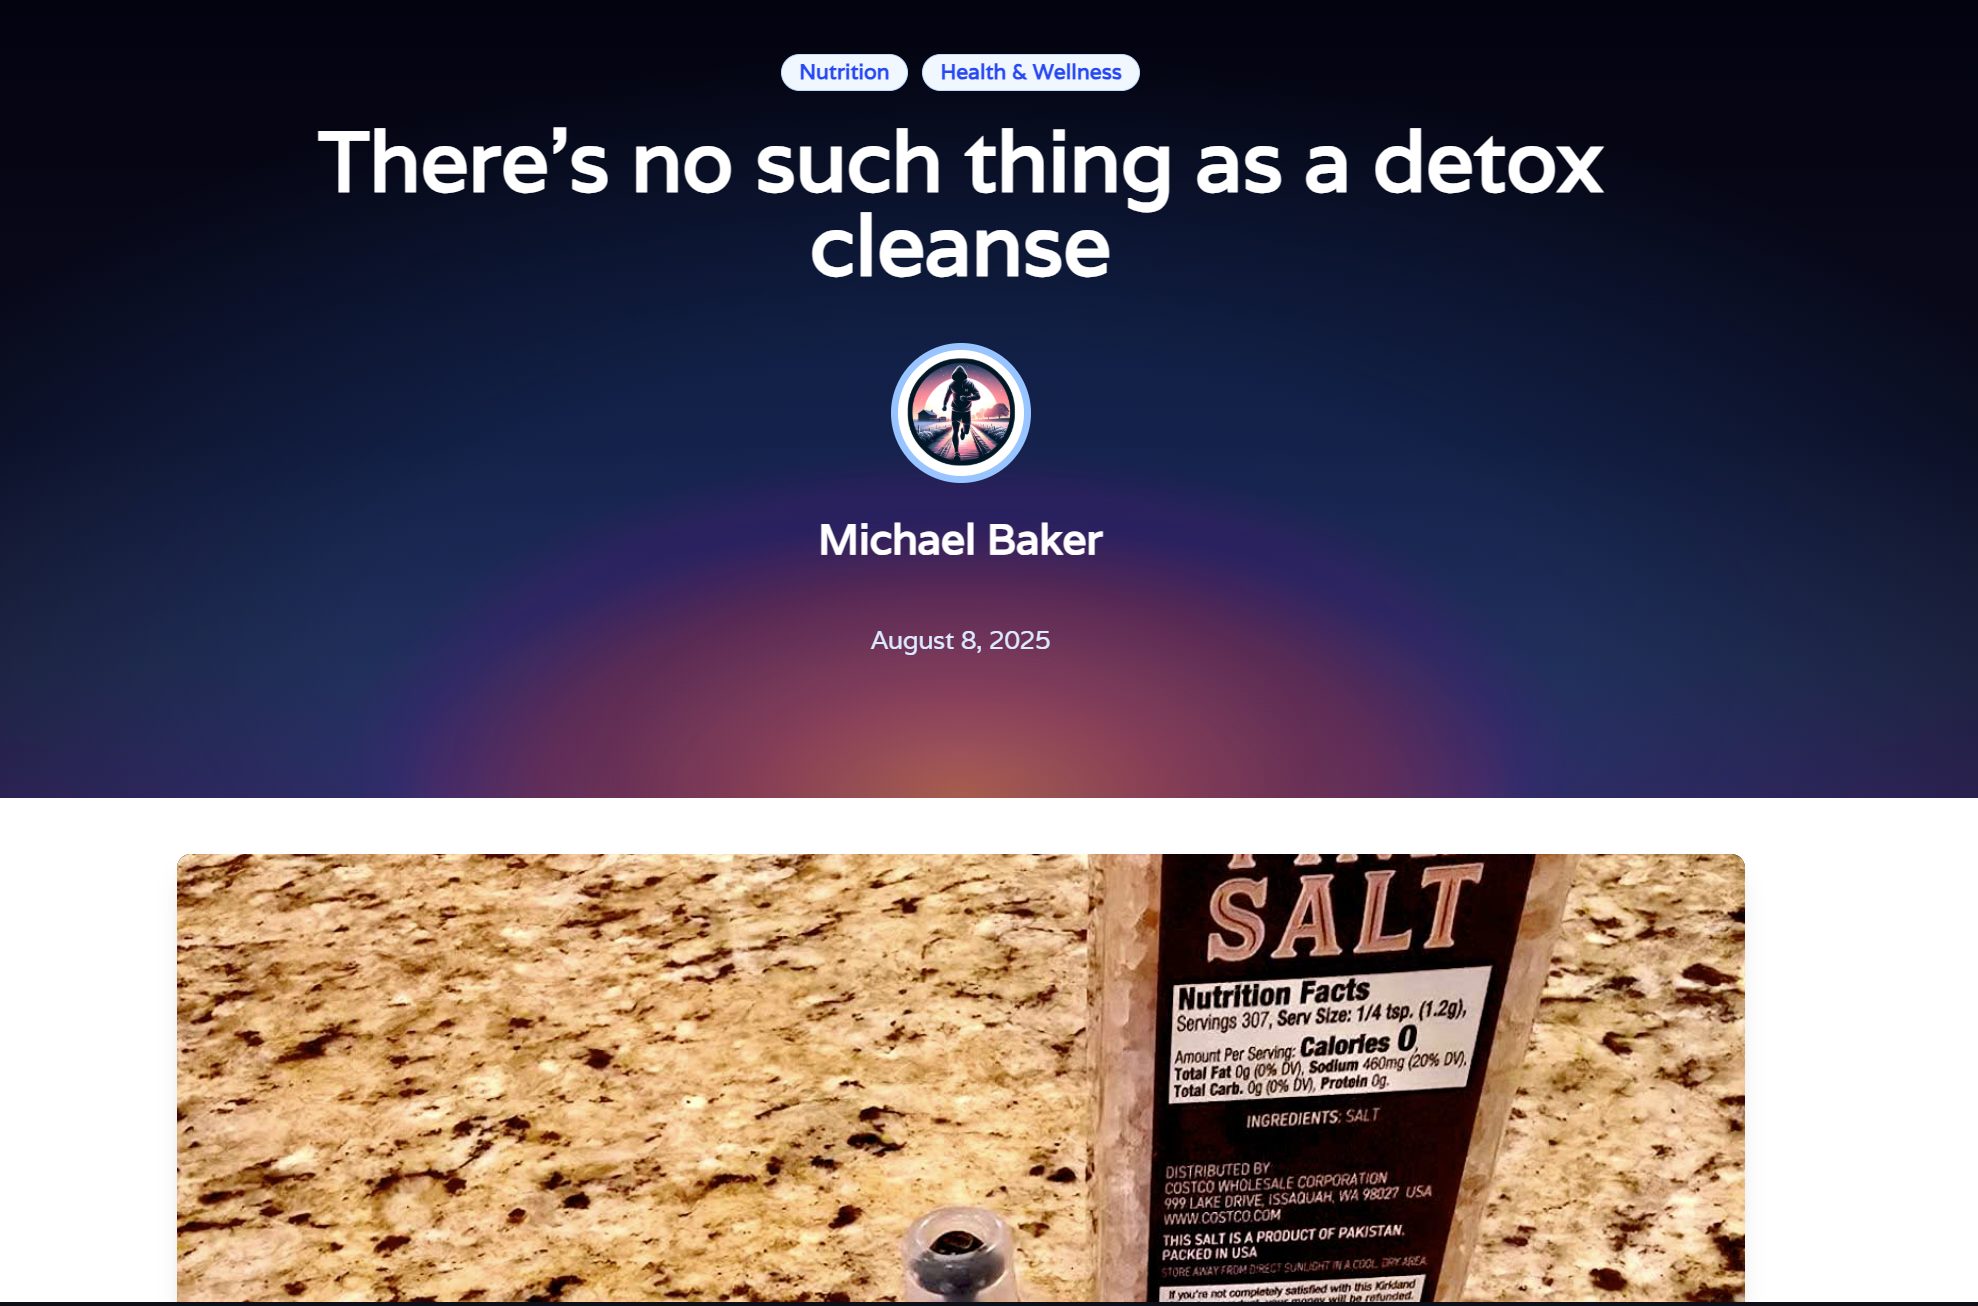 Nutrition
Health & Wellness
There’s no such thing as a detox
cleanse
Michael Baker
August 8, 2025
SALT
Nutrition Facts
Servings 307, Serv Size: 1/4 tsp. (1.2g),
Amount Per Serving: Calories 0,
Total Fat 0g (0% DV), Sodium 460mg (20% DV),
Total Carb. 0g (0% DV), Protein 0g.
INGREDIENTS: SALT
DISTRIBUTED BY
COSTCO WHOLESALE CORPORATION
999 LAKE DRIVE, ISSAQUAH, WA 98027 USA
WWW.COSTCO.COM
THIS SALT IS A PRODUCT OF PAKISTAN.
PACKED IN USA
STORE AWAY FROM DIRECT SUNLIGHT IN A COOL, DRY AREA.
If you're not completely satisfied with this Kirkland
your money will be refunded.